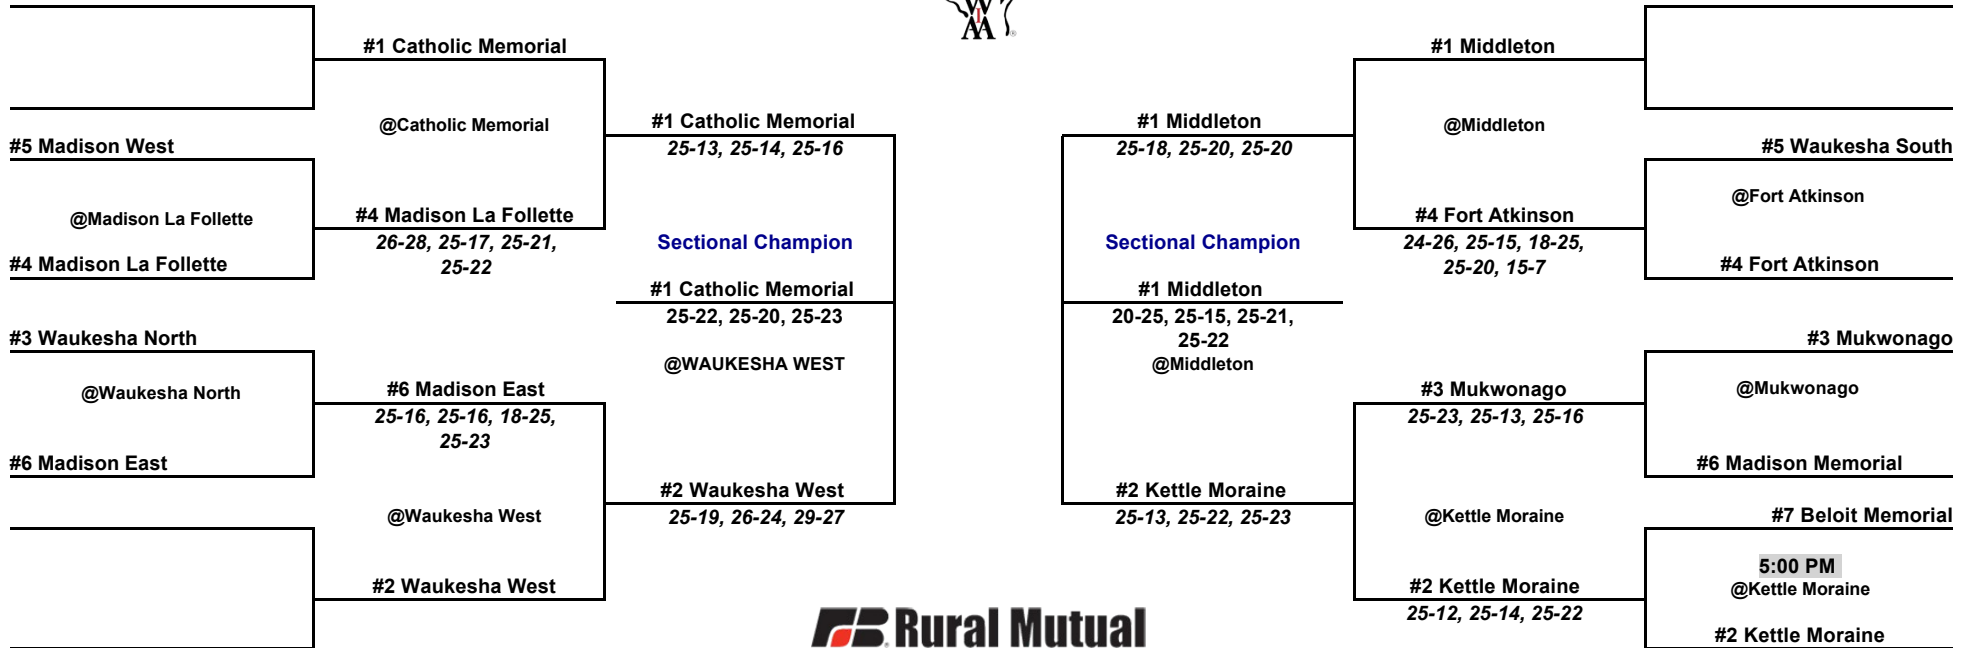 WIAA
#1 Catholic Memorial
@Catholic Memorial
#5 Madison West
@Madison La Follette
#4 Madison La Follette
#4 Madison La Follette
26-28, 25-17, 25-21,
25-22
#3 Waukesha North
@Waukesha North
#6 Madison East
#6 Madison East
25-16, 25-16, 18-25,
25-23
@Waukesha West
#2 Waukesha West
#1 Catholic Memorial
25-13, 25-14, 25-16
Sectional Champion
#1 Catholic Memorial
25-22, 25-20, 25-23
@WAUKESHA WEST
#2 Waukesha West
25-19, 26-24, 29-27
#1 Middleton
25-18, 25-20, 25-20
Sectional Champion
#1 Middleton
20-25, 25-15, 25-21,
25-22
@Middleton
#2 Kettle Moraine
25-13, 25-22, 25-23
#1 Middleton
@Middleton
#4 Fort Atkinson
24-26, 25-15, 18-25,
25-20, 15-7
#3 Mukwonago
25-23, 25-13, 25-16
@Kettle Moraine
#2 Kettle Moraine
25-12, 25-14, 25-22
#5 Waukesha South
@Fort Atkinson
#4 Fort Atkinson
#3 Mukwonago
@Mukwonago
#6 Madison Memorial
#7 Beloit Memorial
5:00 PM
@Kettle Moraine
#2 Kettle Moraine
FB Rural Mutual